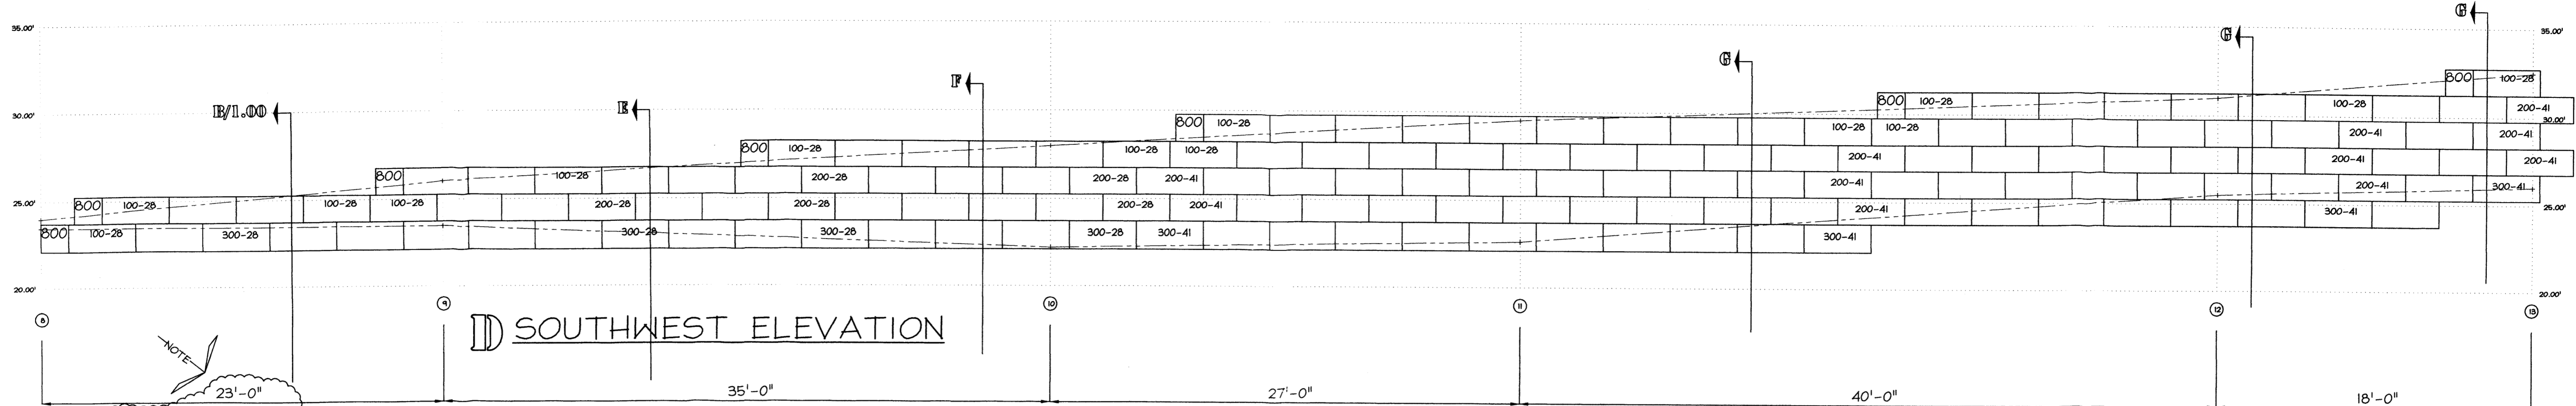 35.00' 35.00'
G
G
G
F
800 100-28
B/1.00 E
800 100-28 100-28 200-41
30.00' 30.00'
800 100-28 100-28 100-28 200-41 200-41
800 100-28 100-28 100-28 200-41 200-41 200-41
800 100-28 200-28 200-28 200-41 200-41 200-41 300-41
800 100-28 100-28 100-28 200-28 200-28 200-28 200-41 200-41 300-41
25.00' 25.00'
800 100-28 300-28 300-28 300-28 300-28 300-41 300-41
20.00' 20.00'
8 9 10 11 12 13
D SOUTHWEST ELEVATION
NOTE
23'-0" 35'-0" 27'-0" 40'-0" 18'-0"